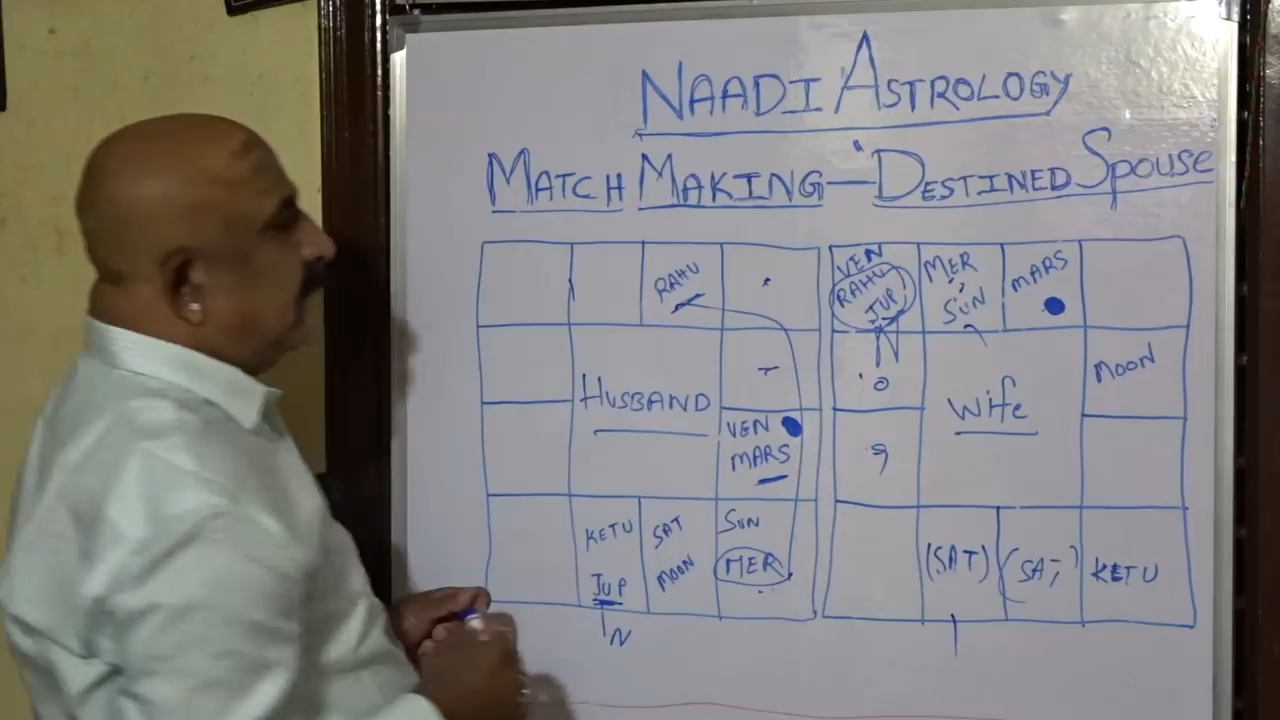 NAADI ASTROLOGY
MATCH MAKING — "DESTINED SPOUSE
RAHU
HUSBAND
VEN
MARS
KETU
JUP
N
SAT
MOON
SUN
MER
VEN
RAHU
JUP
N
MER
SUN
MARS
MOON
Wife
(SAT)
(SAT)
KETU